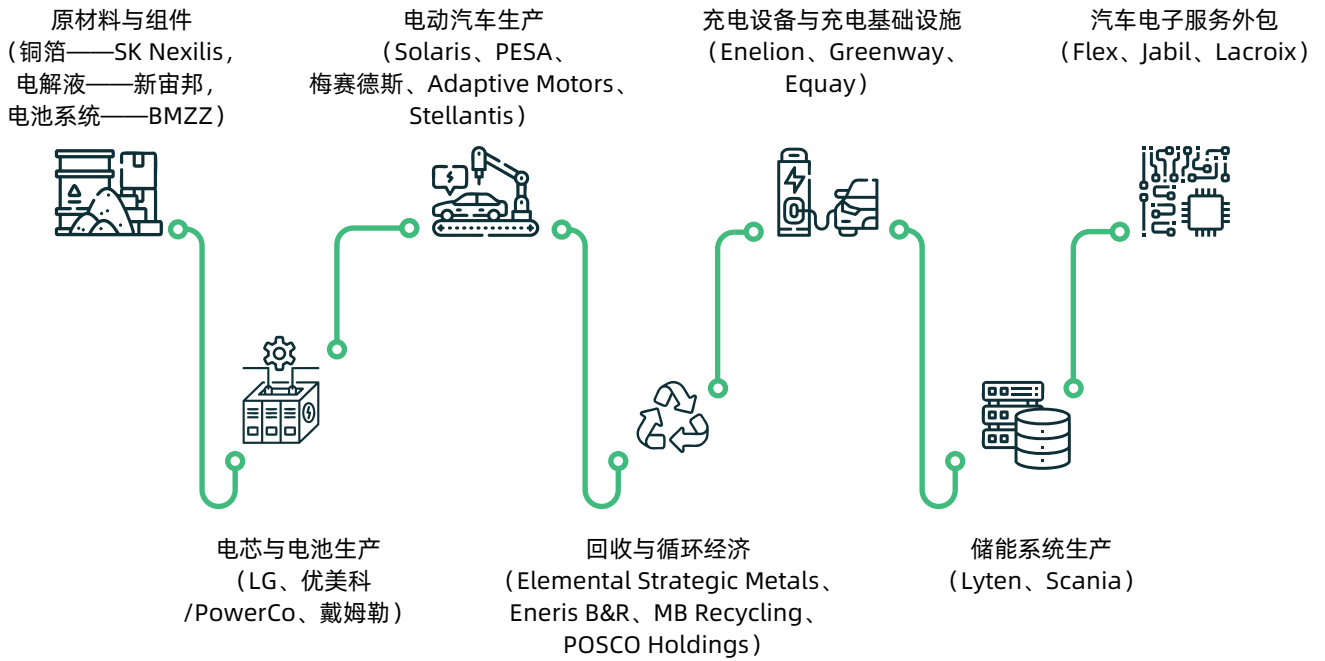 原材料与组件
（铜箔——SK Nexilis，
电解液——新宙邦，
电池系统——BMZZ）
电芯与电池生产
（LG、优美科
/PowerCo、戴姆勒）
电动汽车生产
（Solaris、PESA、
梅赛德斯、Adaptive Motors、
Stellantis）
回收与循环经济
（Elemental Strategic Metals、
Eneris B&R、MB Recycling、
POSCO Holdings）
充电设备与充电基础设施
（Enelion、Greenway、
Equay）
储能系统生产
（Lyten、Scania）
汽车电子服务外包
（Flex、Jabil、Lacroix）